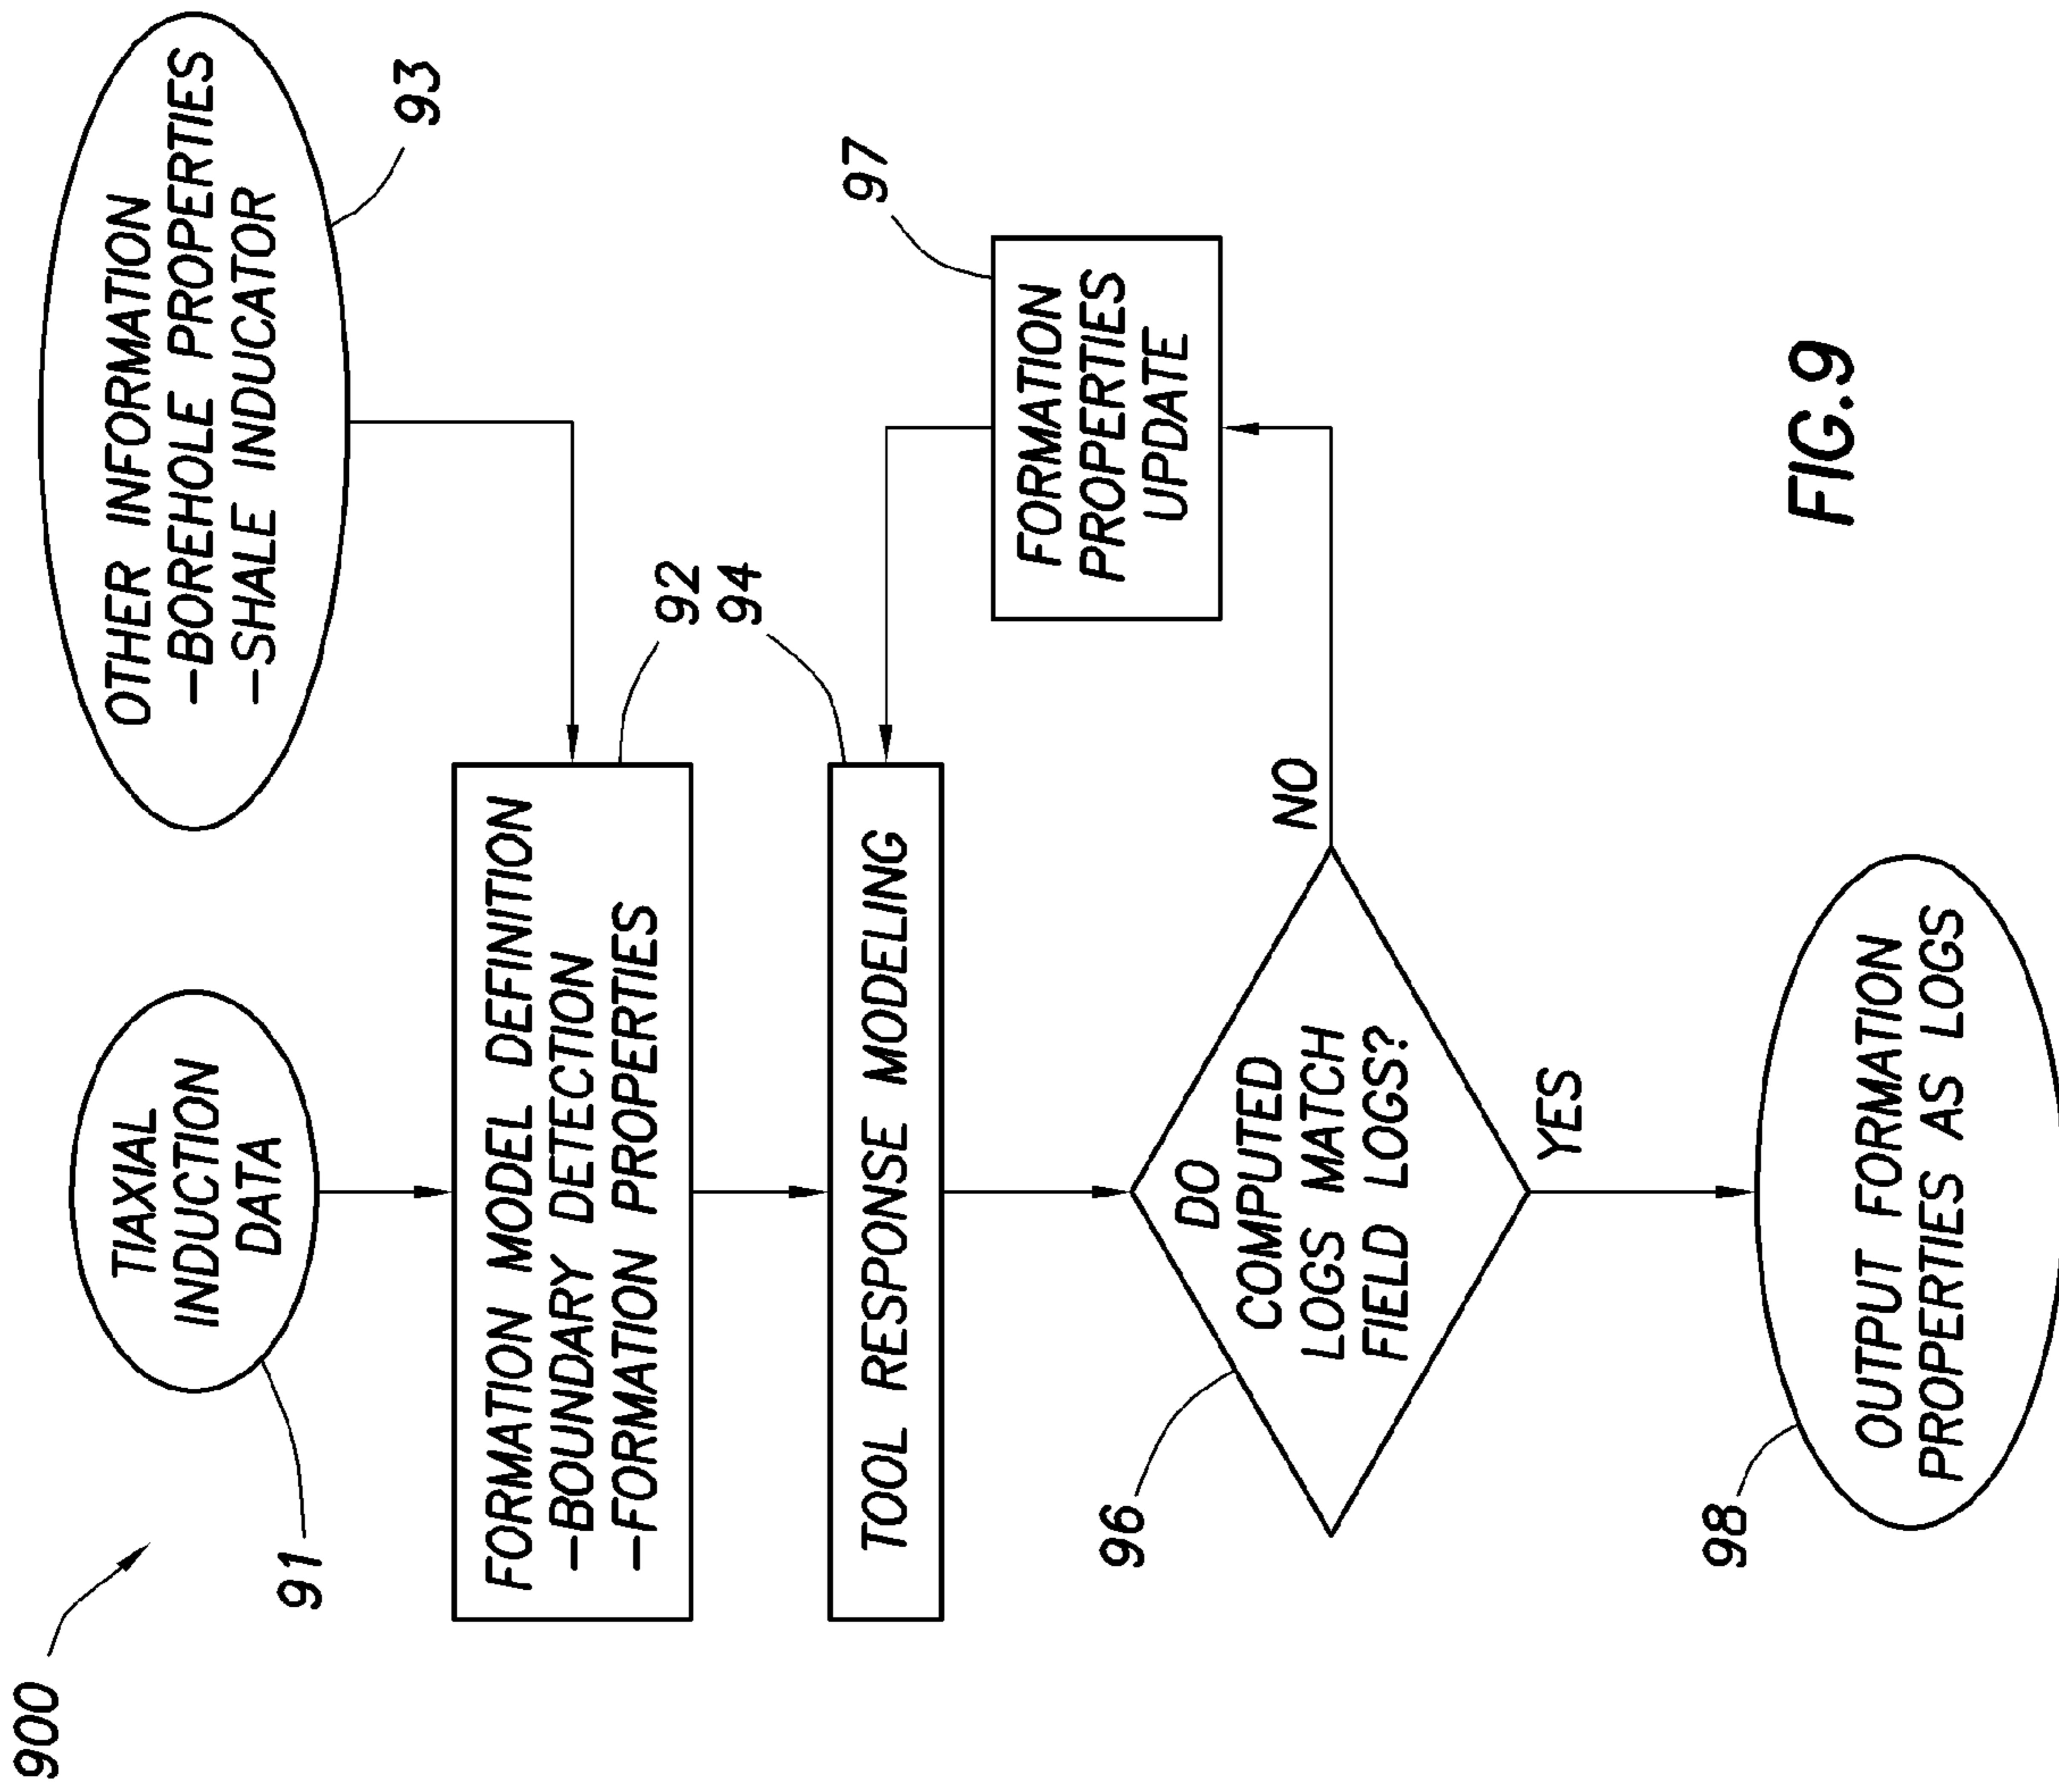 900
91
TIAXIAL
INDUCTION
DATA
OTHER INFORMATION
-BOREHOLE PROPERTIES
-SHALE INDUCATOR
93
FORMATION MODEL DEFINITION
-BOUNDARY DETECTION
-FORMATION PROPERTIES
92
94
TOOL RESPONSE MODELING
97
FORMATION
PROPERTIES
UPDATE
96
DO
COMPUTED
LOGS MATCH
FIELD LOGS?
NO
YES
98
OUTPUT FORMATION
PROPERTIES AS LOGS
FIG.9